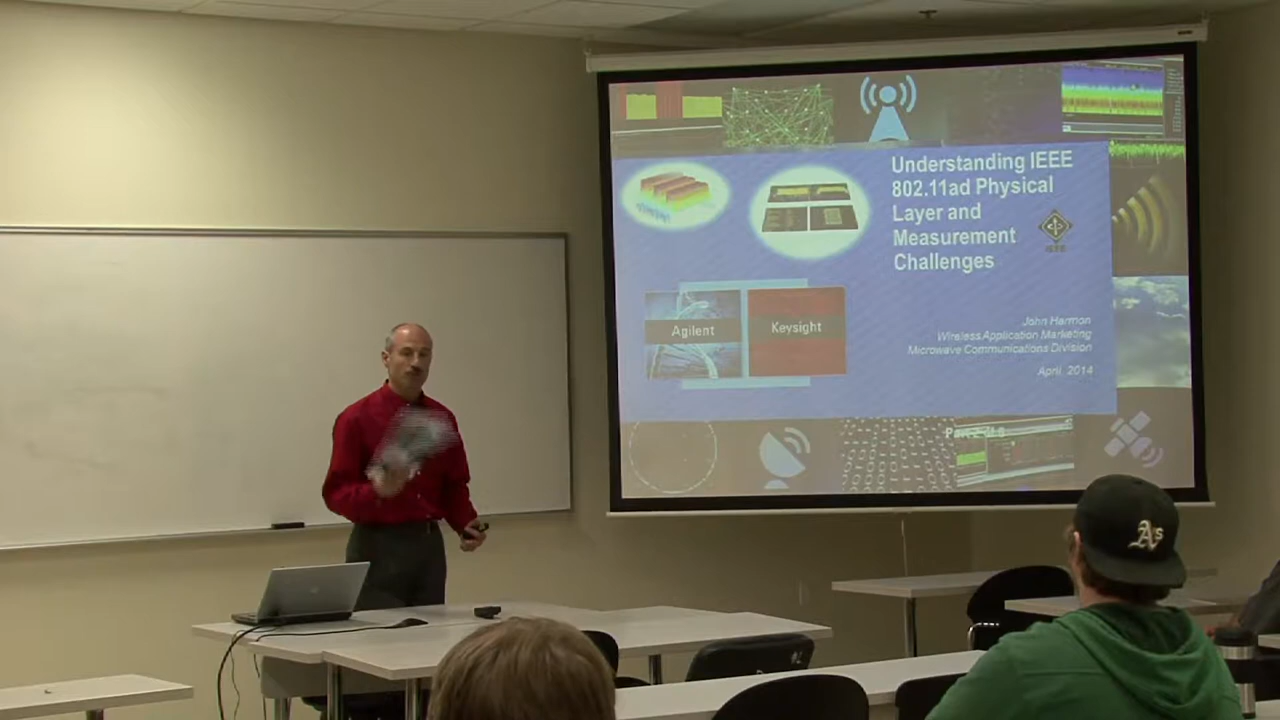 Understanding IEEE
802.11ad Physical
Layer and
Measurement
Challenges
IEEE
Agilent
Keysight
John Harmon
Wireless Application Marketing
Microwave Communications Division
April 2014
A's